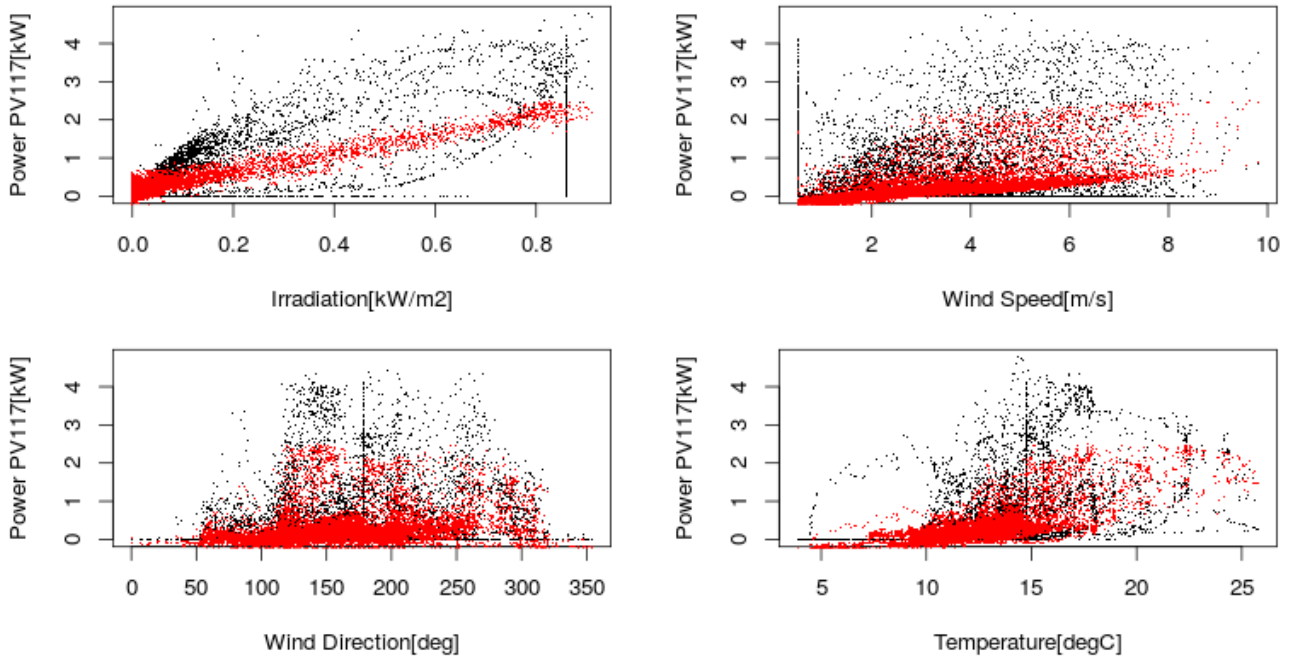 Power PV117[kW]
4
3
2
1
0
0.0 0.2 0.4 0.6 0.8
Irradiation[kW/m2]
Power PV117[kW]
4
3
2
1
0
2 4 6 8 10
Wind Speed[m/s]
Power PV117[kW]
4
3
2
1
0
0 50 100 150 200 250 300 350
Wind Direction[deg]
Power PV117[kW]
4
3
2
1
0
5 10 15 20 25
Temperature[degC]